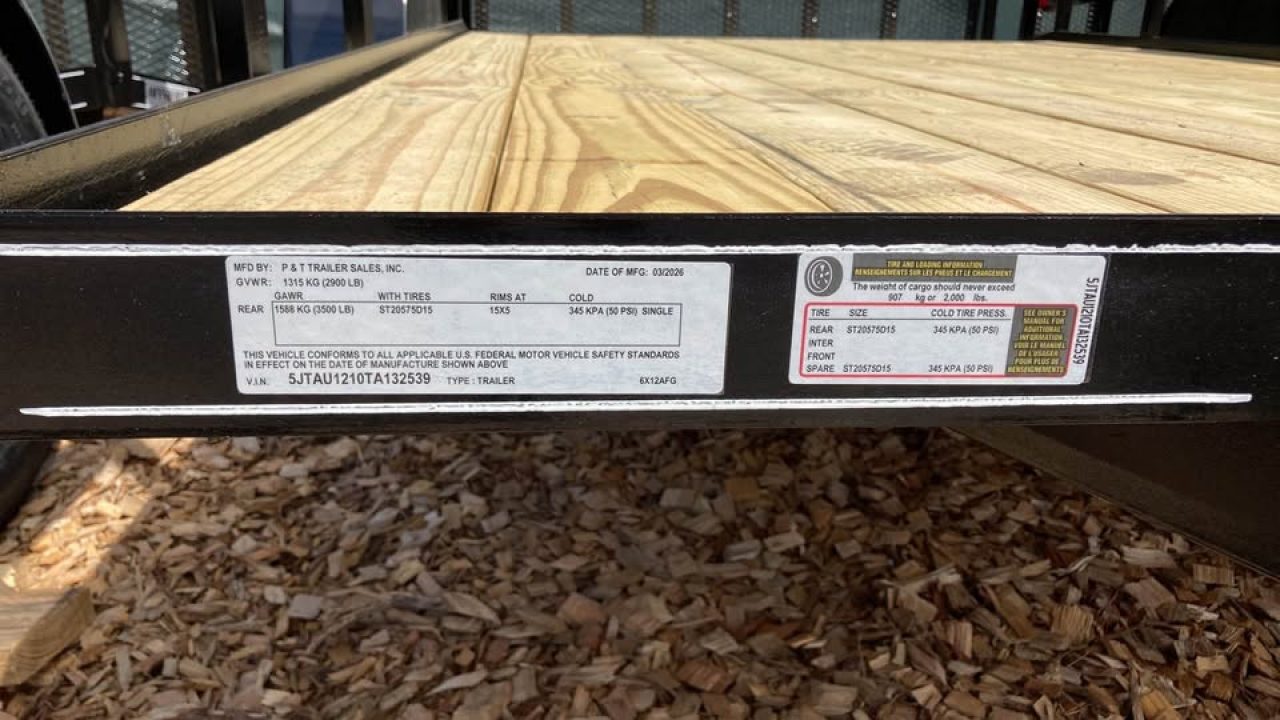 MFD BY: P & T TRAILER SALES, INC. DATE OF MFG: 03/2026
GVWR: 1315 KG (2900 LB)
GAWR WITH TIRES RIMS AT COLD
REAR 1588 KG (3500 LB) ST20575D15 15X5 345 KPA (50 PSI) SINGLE
THIS VEHICLE CONFORMS TO ALL APPLICABLE U.S. FEDERAL MOTOR VEHICLE SAFETY STANDARDS
IN EFFECT ON THE DATE OF MANUFACTURE SHOWN ABOVE
V.I.N. 5JTAU1210TA132539 TYPE : TRAILER 6X12AFG
TIRE AND LOADING INFORMATION
RENSEIGNEMENTS SUR LES PNEUS ET LE CHARGEMENT
The weight of cargo should never exceed
907 kg or 2,000 lbs.
TIRE SIZE COLD TIRE PRESS.
REAR ST20575D15 345 KPA (50 PSI)
INTER
FRONT
SPARE ST20575D15 345 KPA (50 PSI)
SEE OWNER'S
MANUAL FOR
ADDITIONAL
INFORMATION
VOIR LE MANUEL
DE L'USAGER
POUR PLUS DE
RENSEIGNEMENTS
5JTAU1210TA132539